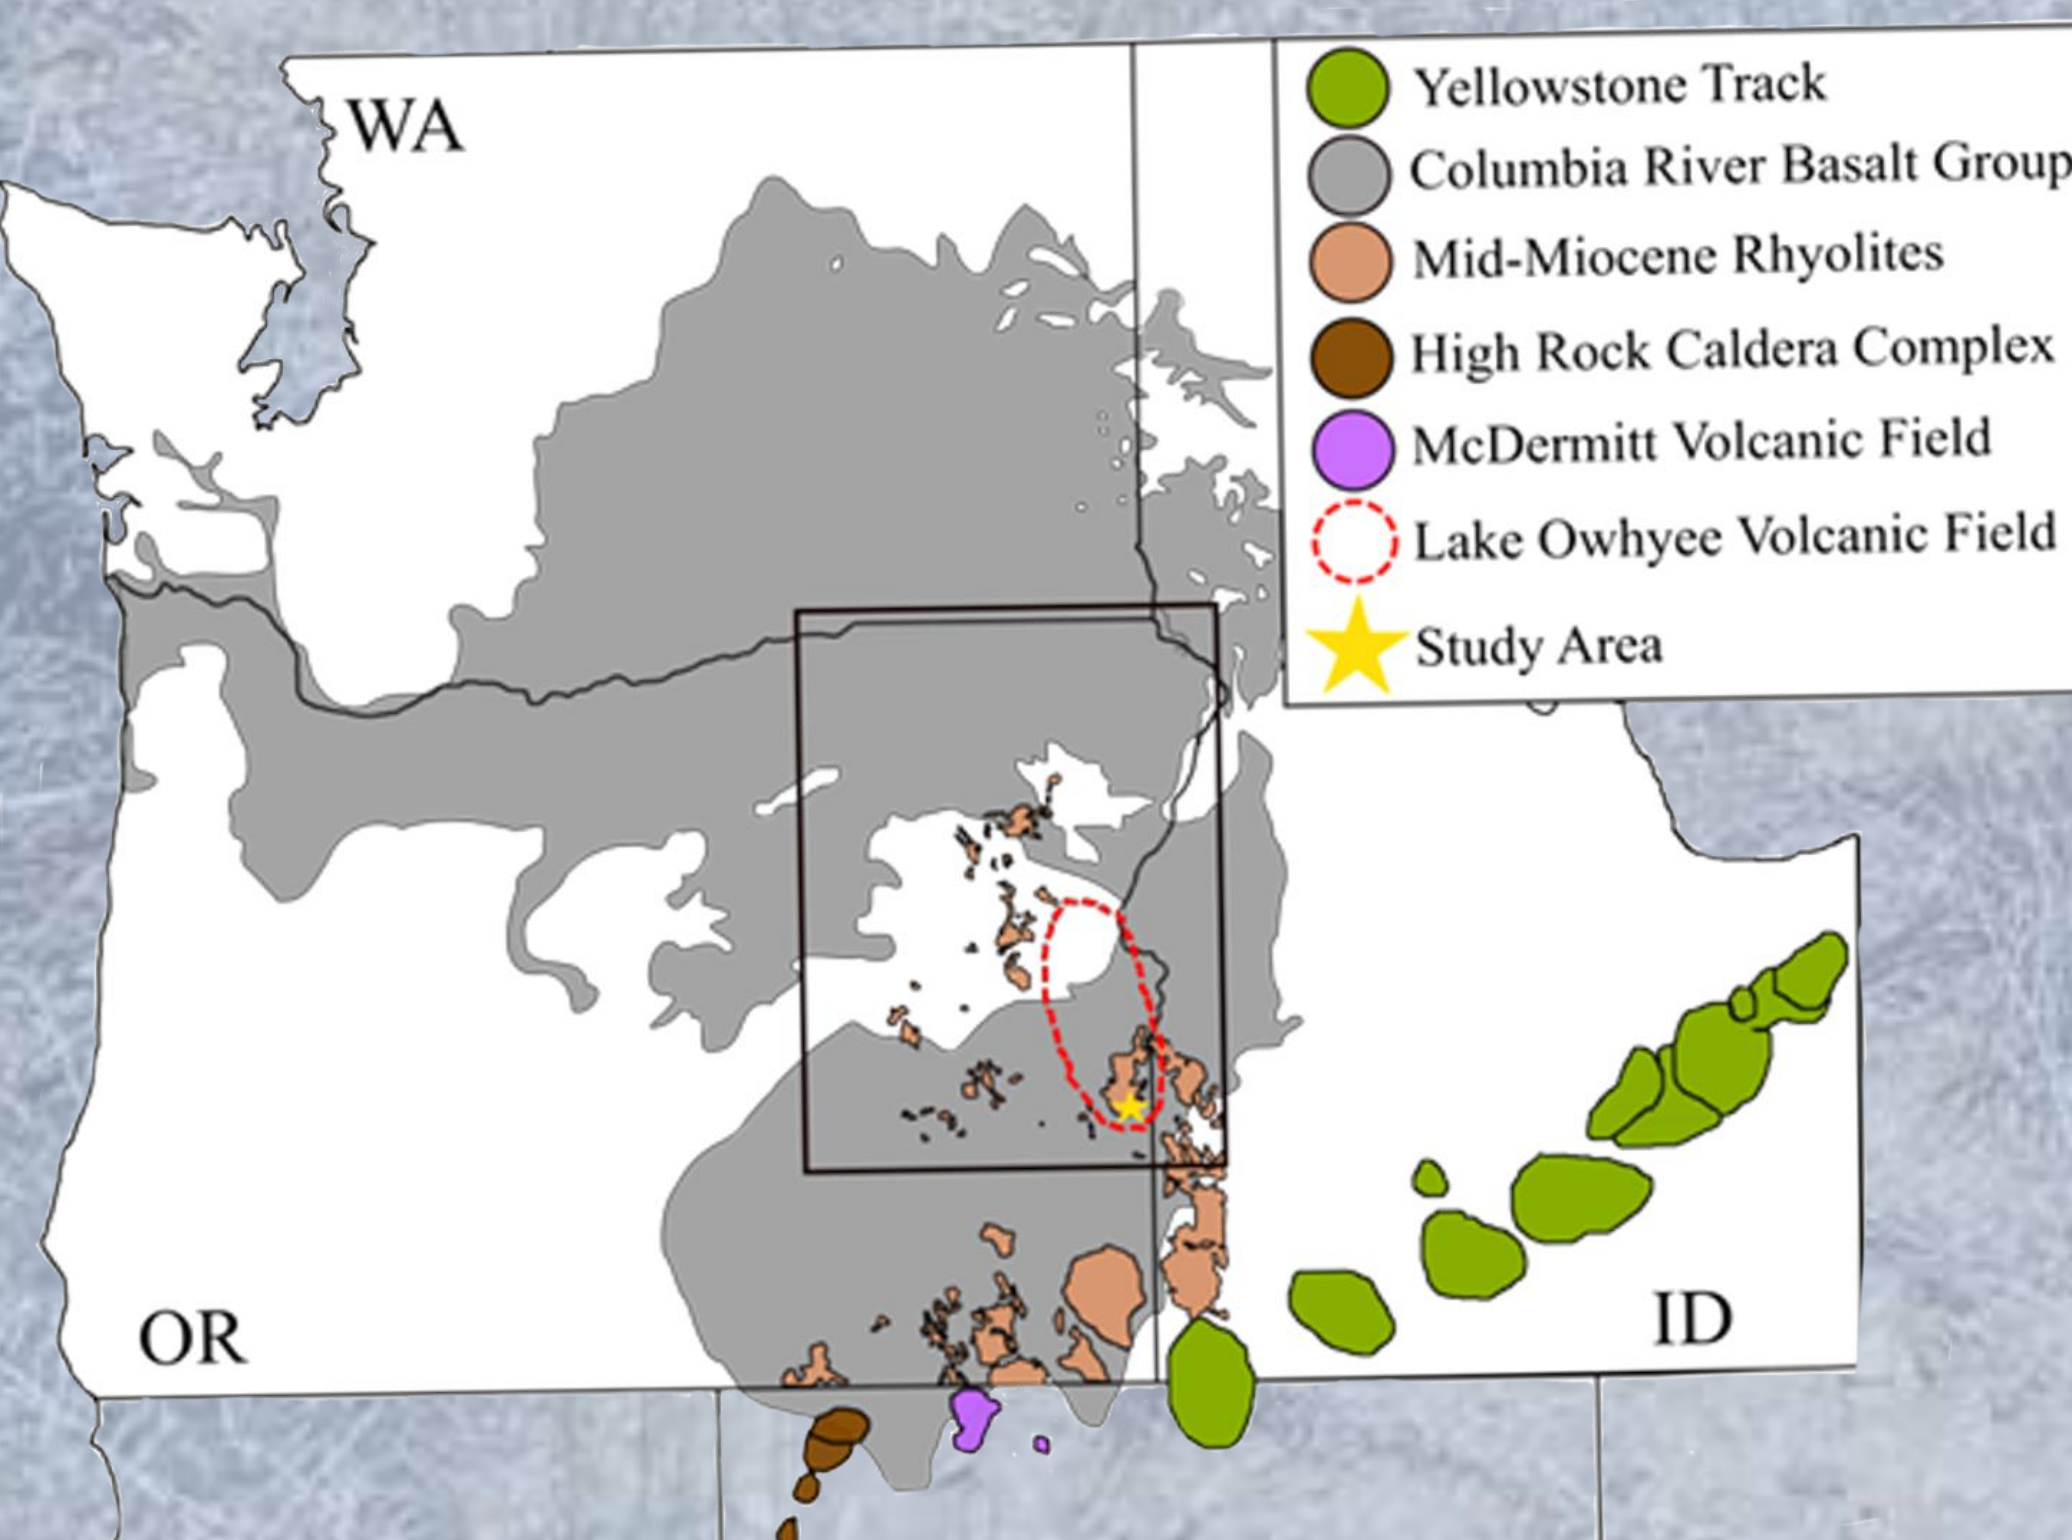 WA
Yellowstone Track
Columbia River Basalt Group
Mid-Miocene Rhyolites
High Rock Caldera Complex
McDermitt Volcanic Field
Lake Owhyee Volcanic Field
Study Area
OR
ID